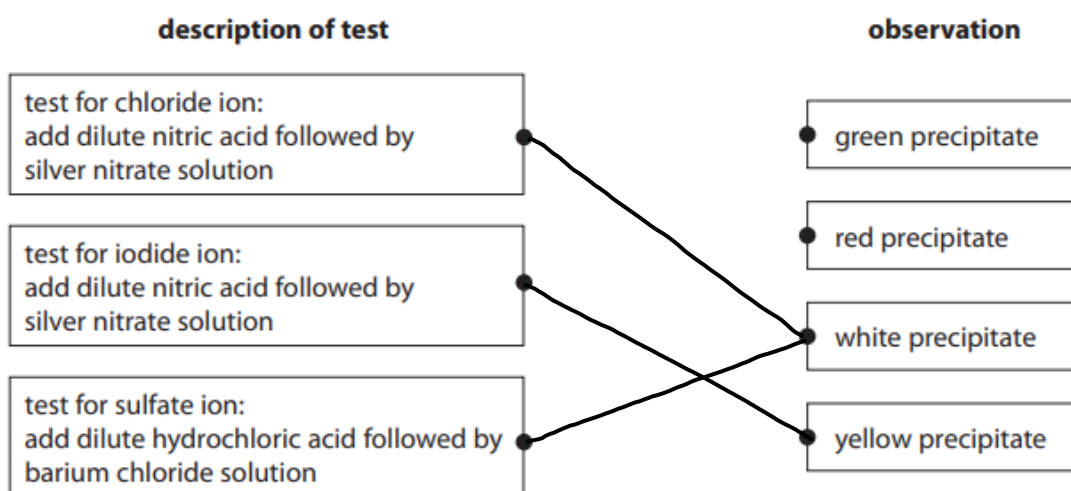 description of test
observation
test for chloride ion:
add dilute nitric acid followed by
silver nitrate solution
test for iodide ion:
add dilute nitric acid followed by
silver nitrate solution
test for sulfate ion:
add dilute hydrochloric acid followed by
barium chloride solution
green precipitate
red precipitate
white precipitate
yellow precipitate